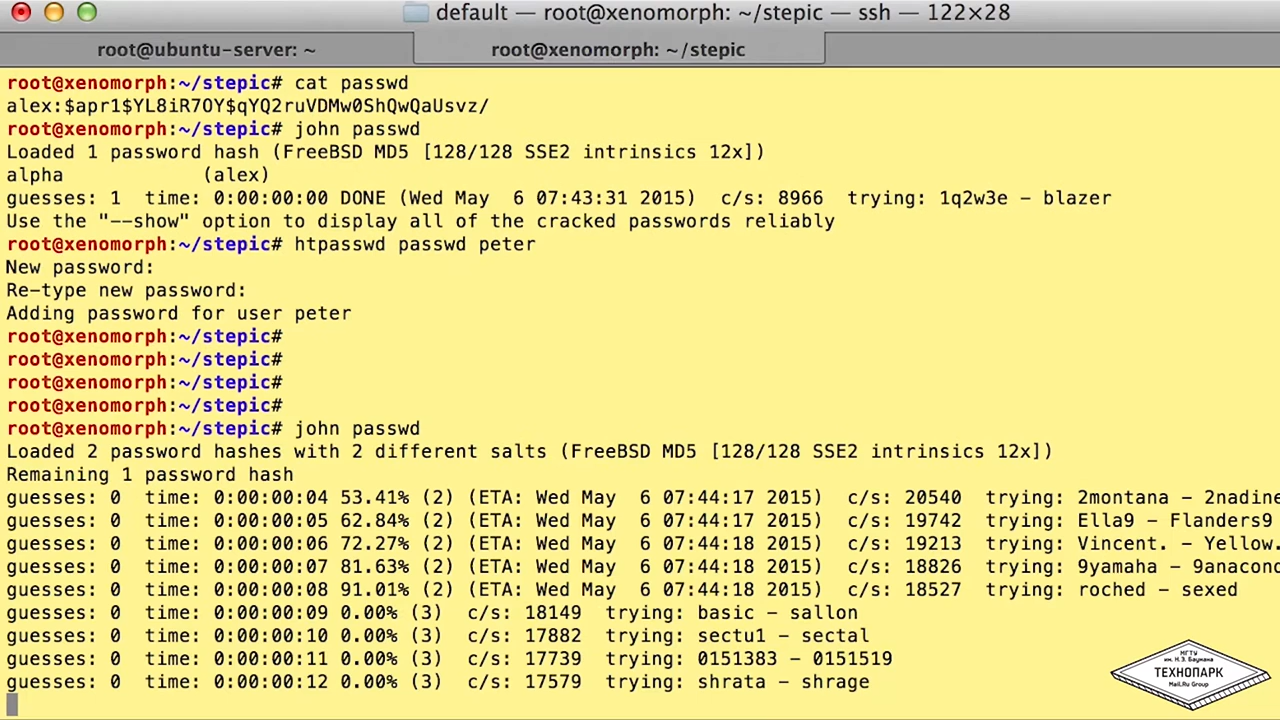 default — root@xenomorph: ~/stepic — ssh — 122×28
root@ubuntu-server: ~
root@xenomorph: ~/stepic
root@xenomorph:~/stepic# cat passwd
alex:$apr1$YL8iR7OY$qYQ2ruVDMw0ShQwQaUsvz/
root@xenomorph:~/stepic# john passwd
Loaded 1 password hash (FreeBSD MD5 [128/128 SSE2 intrinsics 12x])
alpha            (alex)
guesses: 1  time: 0:00:00:00 DONE (Wed May  6 07:43:31 2015)  c/s: 8966  trying: 1q2w3e - blazer
Use the "--show" option to display all of the cracked passwords reliably
root@xenomorph:~/stepic# htpasswd passwd peter
New password:
Re-type new password:
Adding password for user peter
root@xenomorph:~/stepic#
root@xenomorph:~/stepic#
root@xenomorph:~/stepic#
root@xenomorph:~/stepic#
root@xenomorph:~/stepic# john passwd
Loaded 2 password hashes with 2 different salts (FreeBSD MD5 [128/128 SSE2 intrinsics 12x])
Remaining 1 password hash
guesses: 0  time: 0:00:00:04 53.41% (2) (ETA: Wed May  6 07:44:17 2015)  c/s: 20540  trying: 2montana - 2nadine
guesses: 0  time: 0:00:00:05 62.84% (2) (ETA: Wed May  6 07:44:17 2015)  c/s: 19742  trying: Ella9 - Flanders9
guesses: 0  time: 0:00:00:06 72.27% (2) (ETA: Wed May  6 07:44:18 2015)  c/s: 19213  trying: Vincent. - Yellow.
guesses: 0  time: 0:00:00:07 81.63% (2) (ETA: Wed May  6 07:44:18 2015)  c/s: 18826  trying: 9yamaha - 9anacond
guesses: 0  time: 0:00:00:08 91.01% (2) (ETA: Wed May  6 07:44:18 2015)  c/s: 18527  trying: roched - sexed
guesses: 0  time: 0:00:00:09 0.00% (3)  c/s: 18149  trying: basic - sallon
guesses: 0  time: 0:00:00:10 0.00% (3)  c/s: 17882  trying: sectu1 - sectal
guesses: 0  time: 0:00:00:11 0.00% (3)  c/s: 17739  trying: 0151383 - 0151519
guesses: 0  time: 0:00:00:12 0.00% (3)  c/s: 17579  trying: shrata - shrage
МГТУ
им. Н.Э. Баумана
ТЕХНОПАРК
Mail.Ru Group